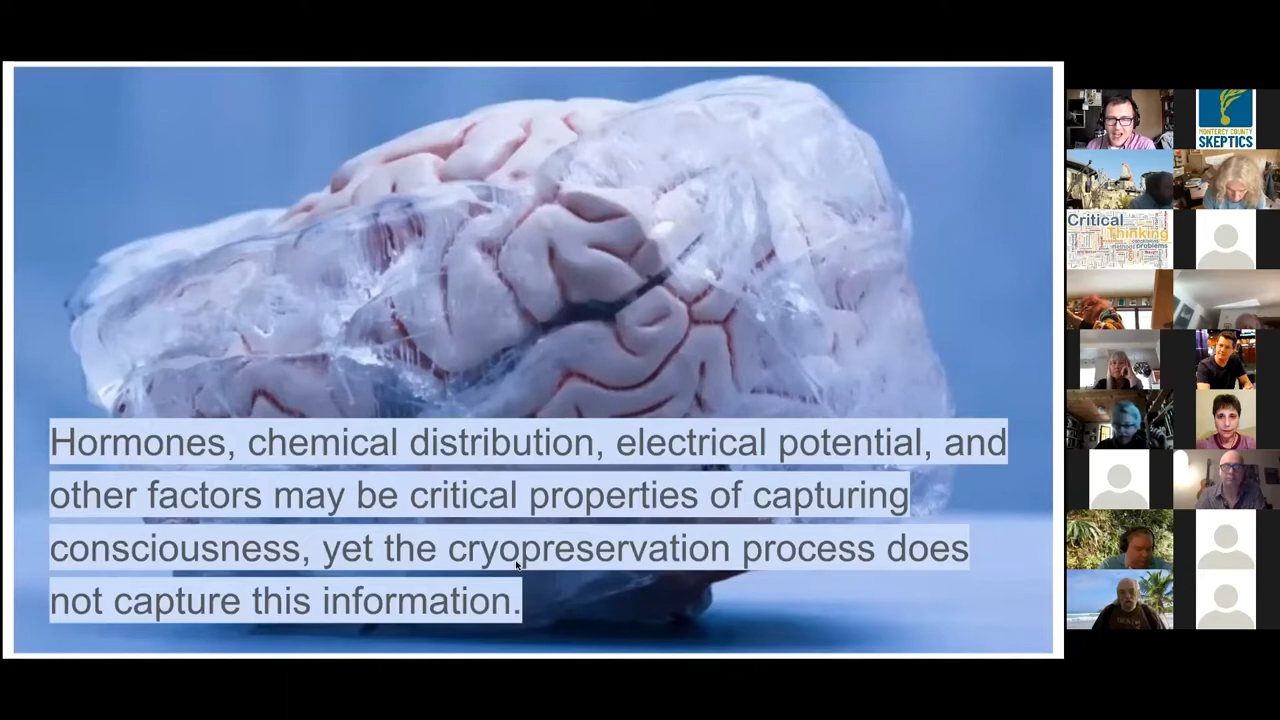 Hormones, chemical distribution, electrical potential, and
other factors may be critical properties of capturing
consciousness, yet the cryopreservation process does
not capture this information.
MONTEREY COUNTY
SKEPTICS
Critical
Thinking
problems